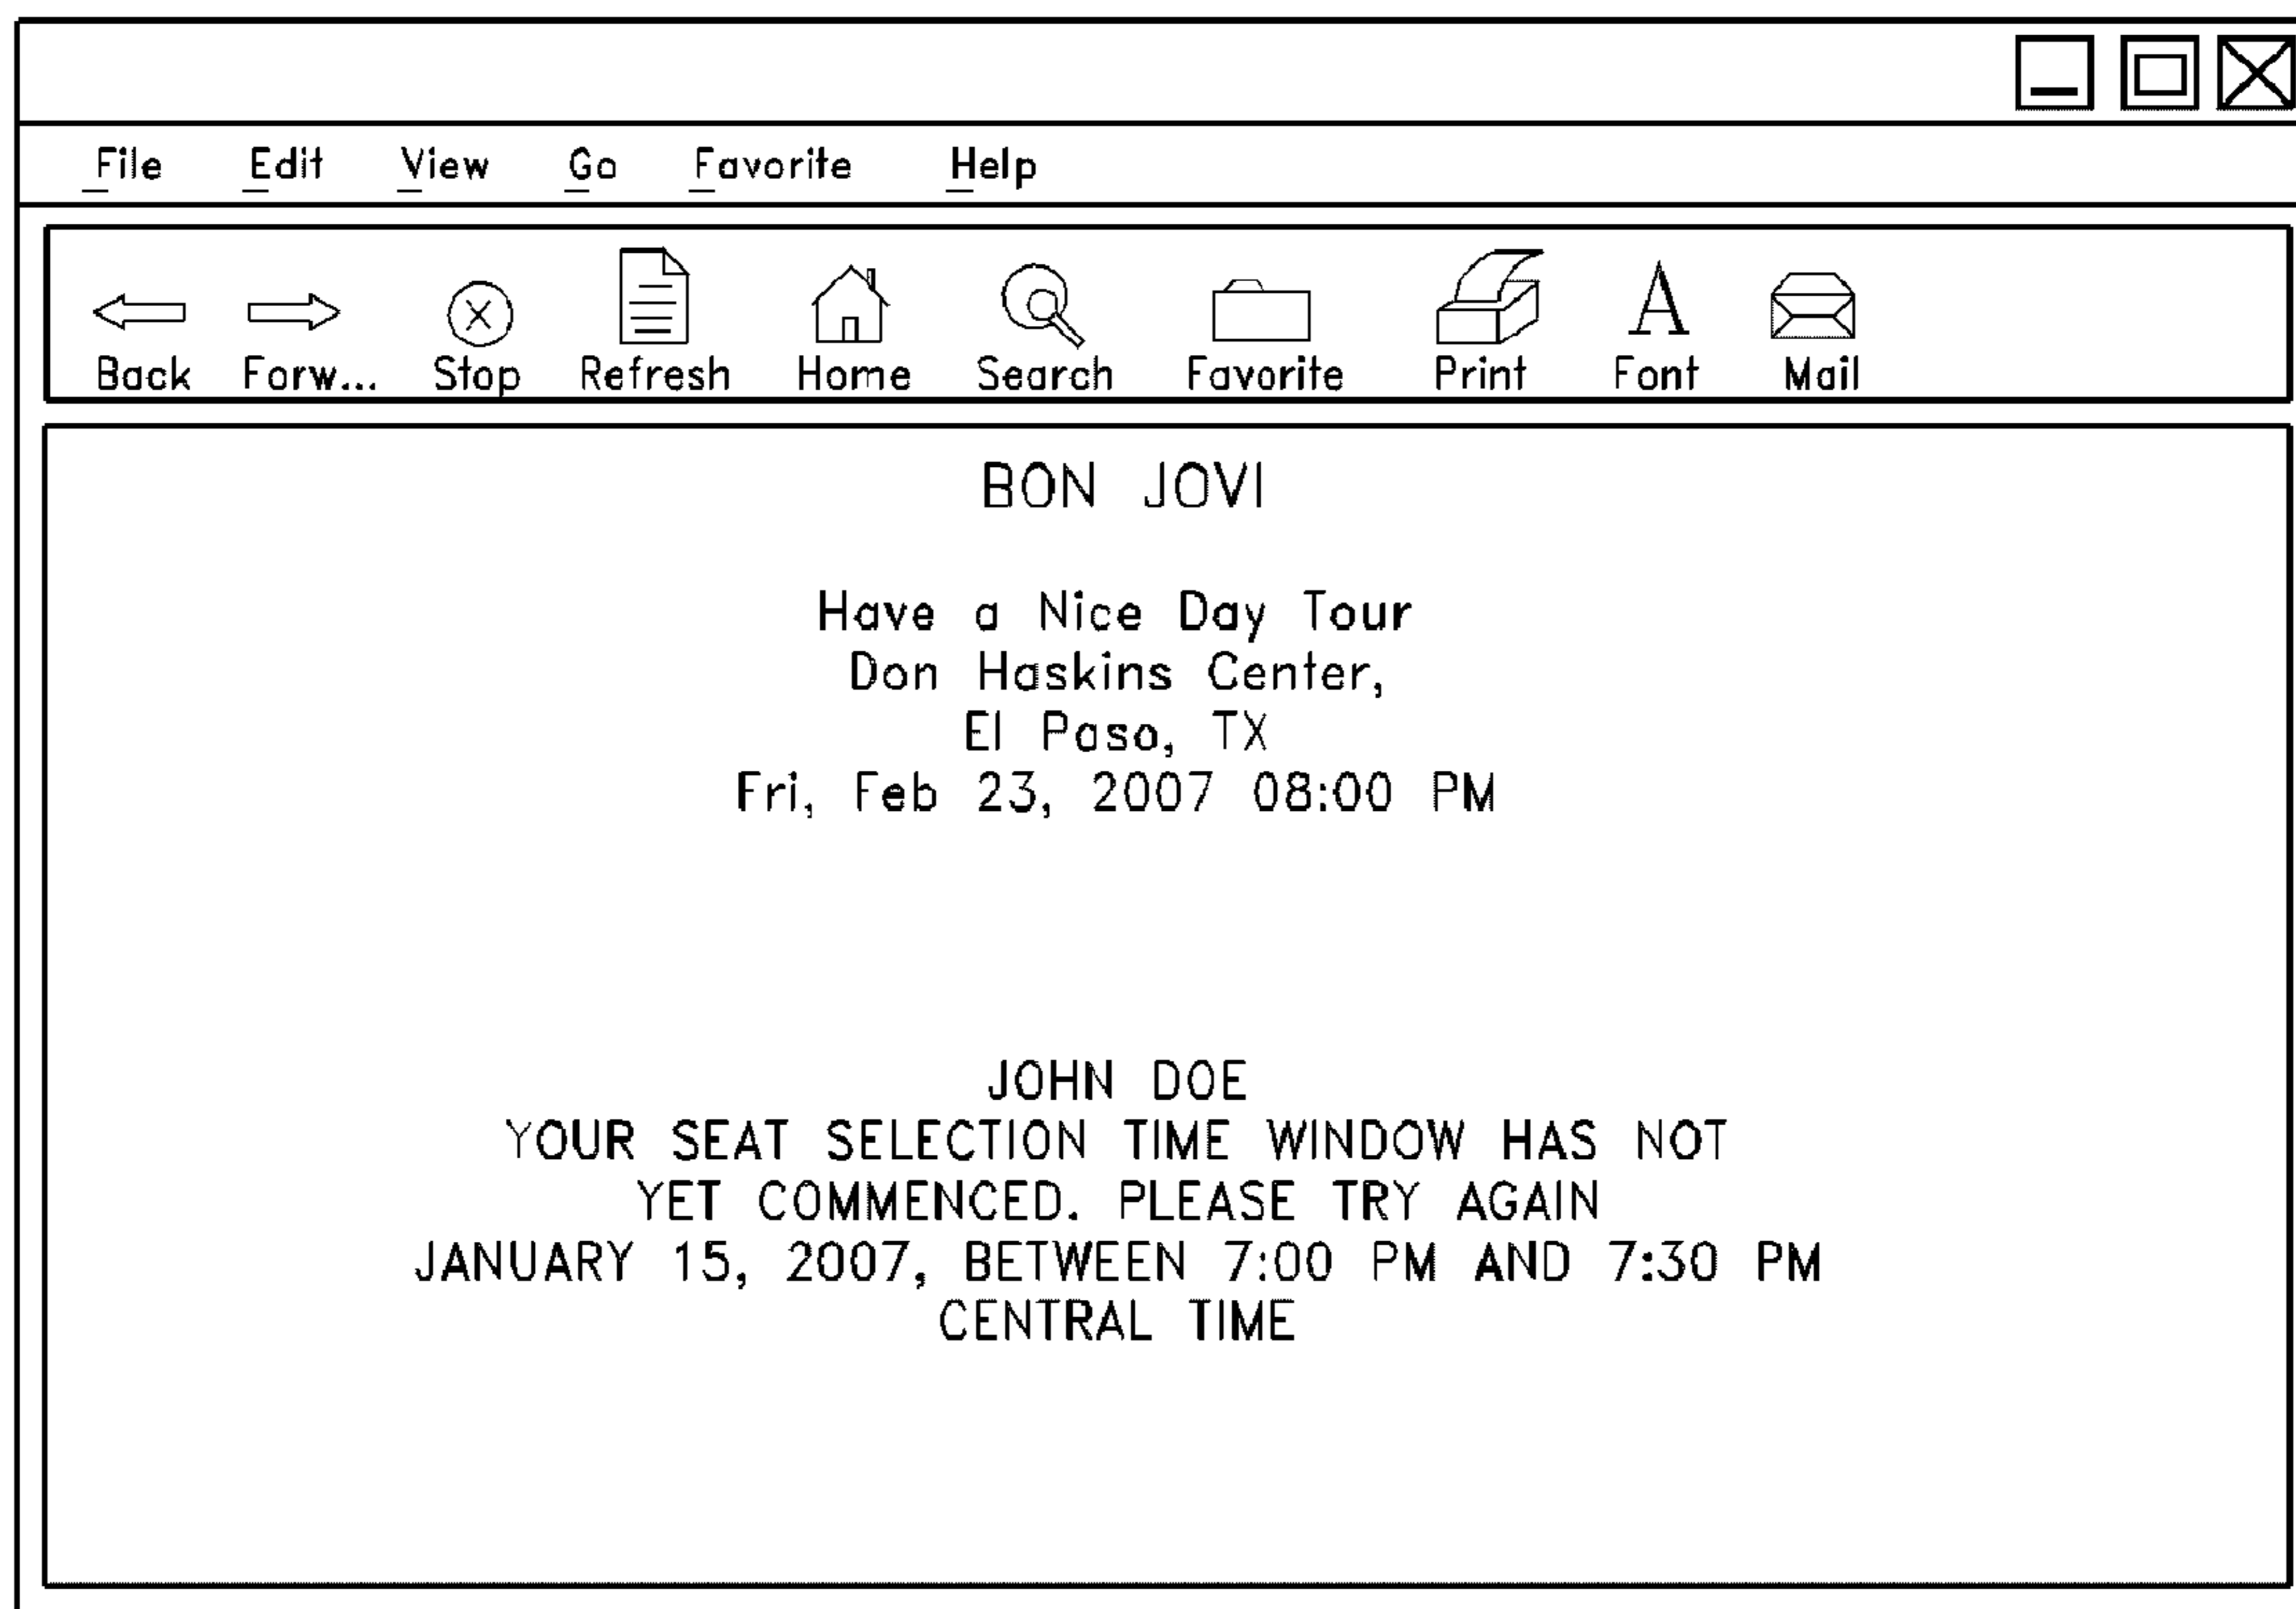 File Edit View Go Favorite Help
Back Forw... Stop Refresh Home Search Favorite Print Font Mail
BON JOVI
Have a Nice Day Tour
Don Haskins Center,
El Paso, TX
Fri, Feb 23, 2007 08:00 PM
JOHN DOE
YOUR SEAT SELECTION TIME WINDOW HAS NOT
YET COMMENCED. PLEASE TRY AGAIN
JANUARY 15, 2007, BETWEEN 7:00 PM AND 7:30 PM
CENTRAL TIME